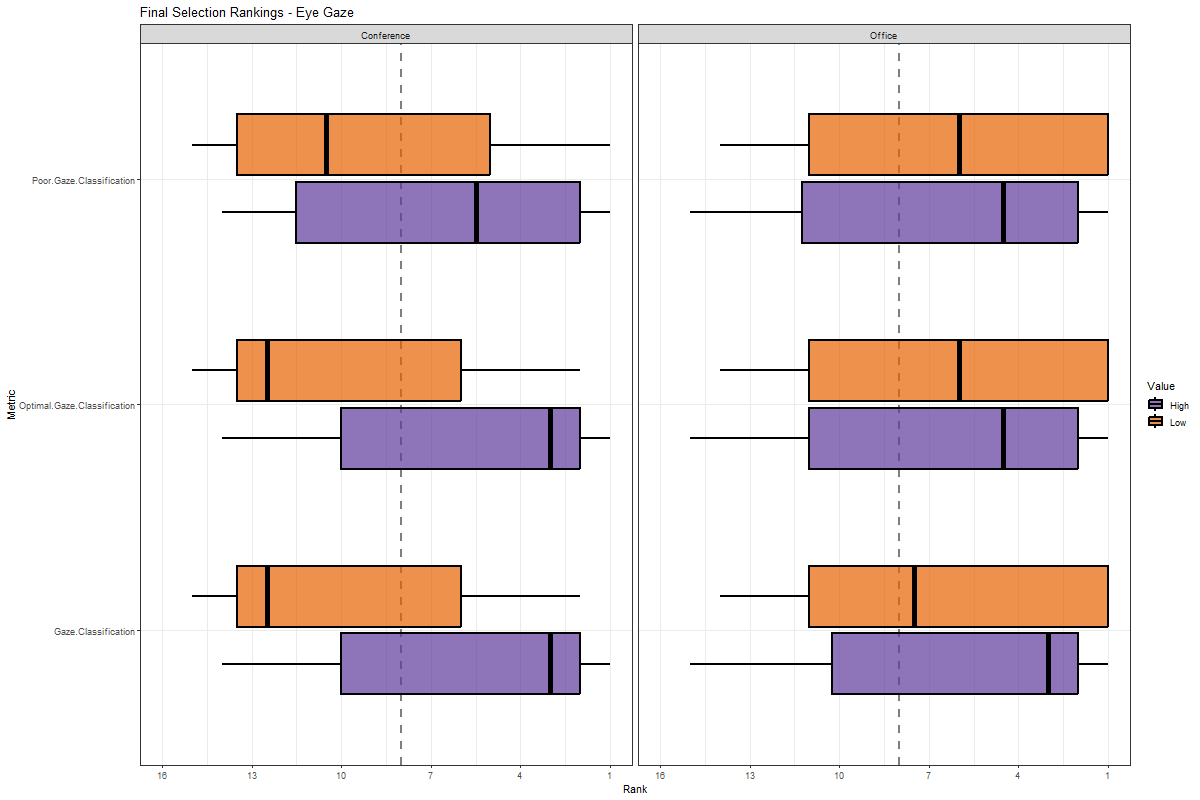 Final Selection Rankings - Eye Gaze
Conference
Office
Metric
Poor.Gaze.Classification
Optimal.Gaze.Classification
Gaze.Classification
16
13
10
7
4
1
16
13
10
7
4
1
Rank
Value
High
Low